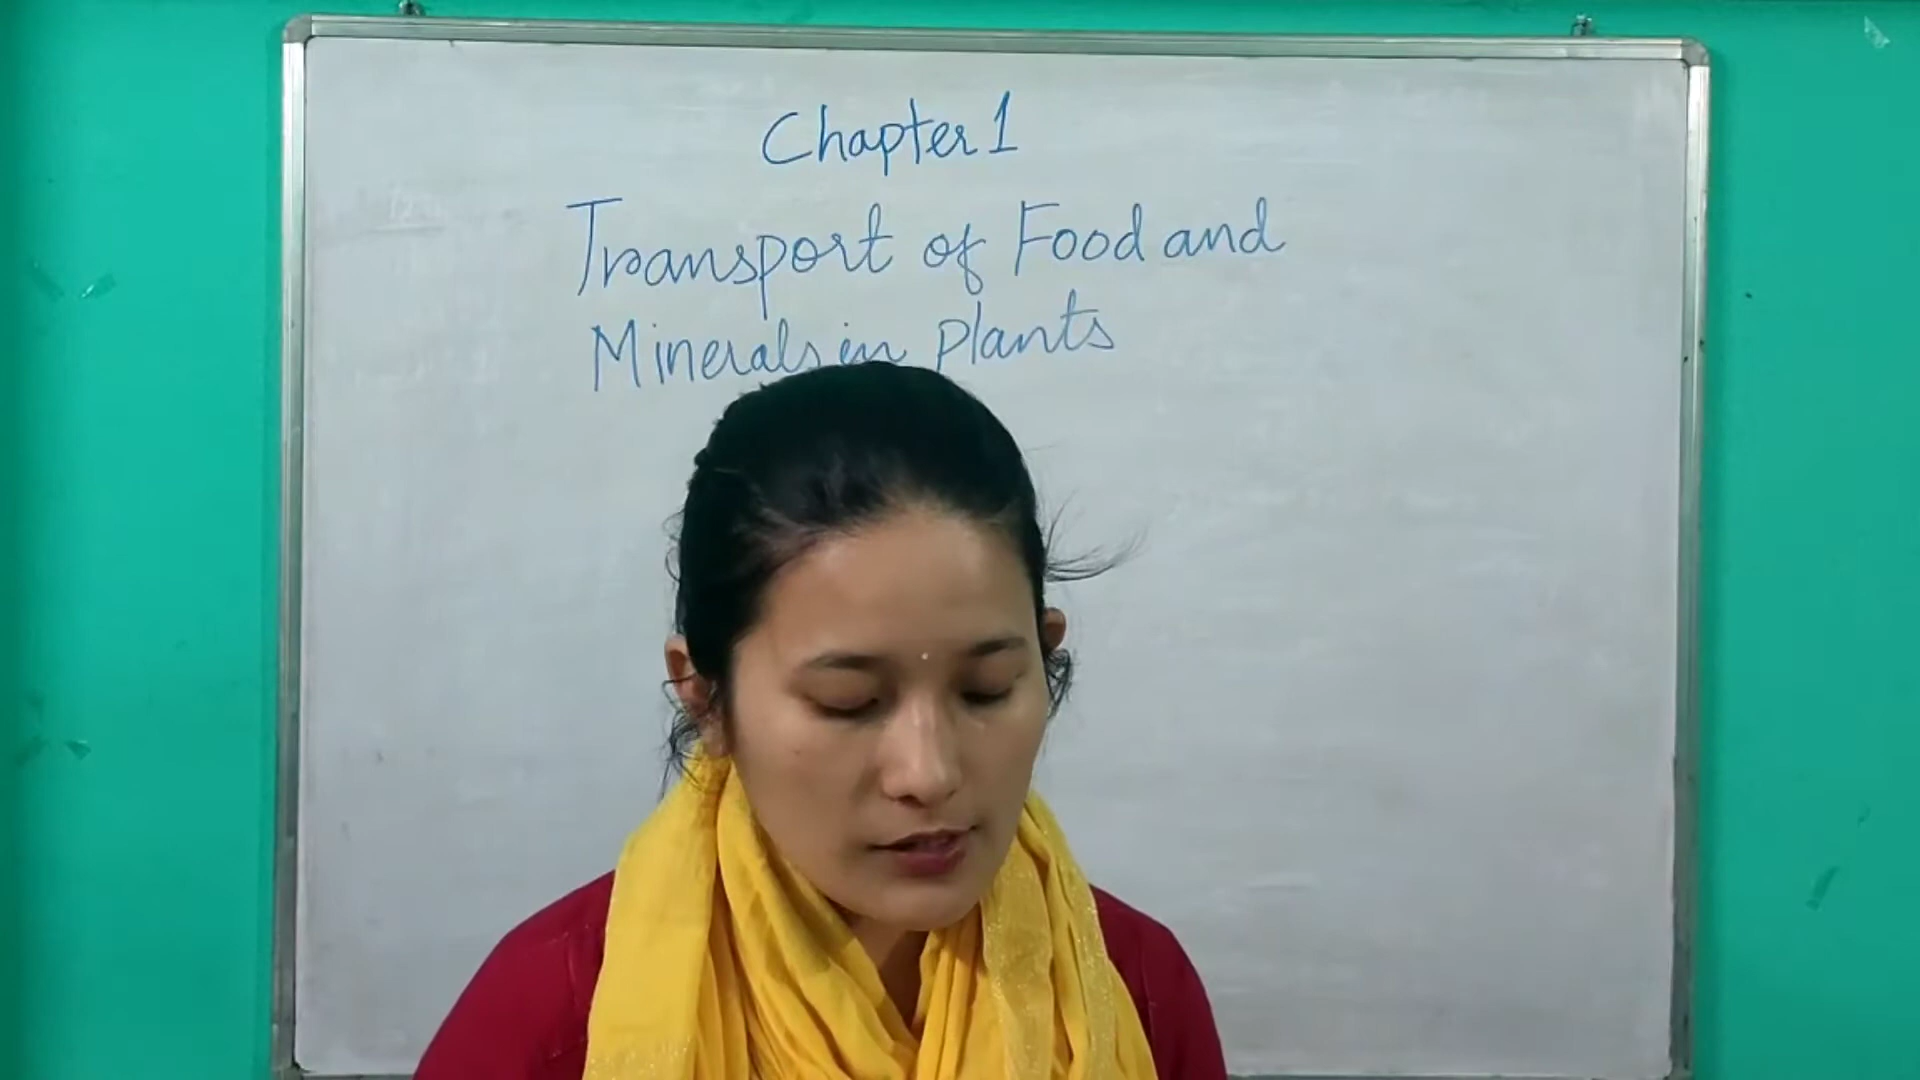 Chapter 1
Transport of Food and
Minerals in plants